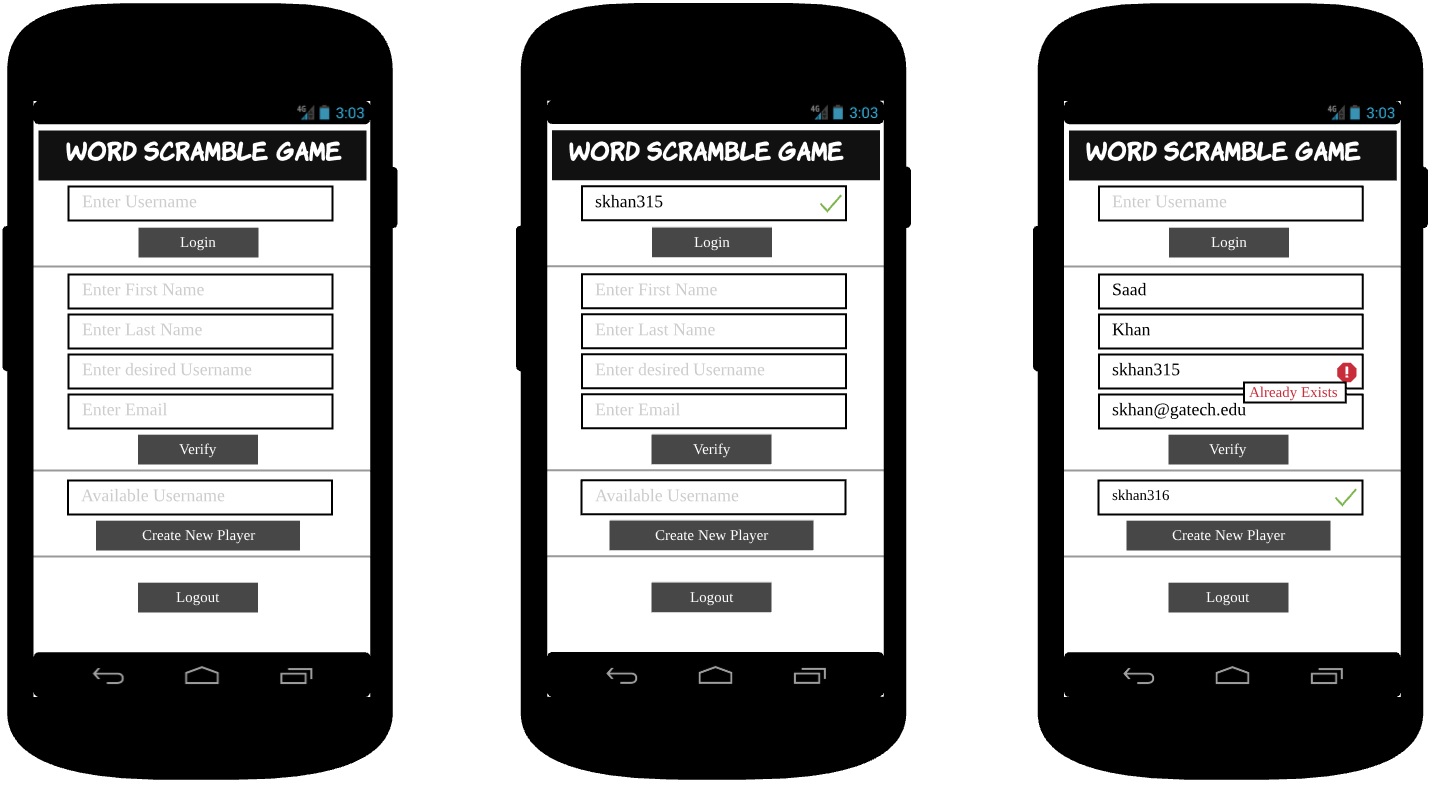 4G 3:03
WORD SCRAMBLE GAME
Enter Username
Login
Enter First Name
Enter Last Name
Enter desired Username
Enter Email
Verify
Available Username
Create New Player
Logout
4G 3:03
WORD SCRAMBLE GAME
skhan315
Login
Enter First Name
Enter Last Name
Enter desired Username
Enter Email
Verify
Available Username
Create New Player
Logout
4G 3:03
WORD SCRAMBLE GAME
Enter Username
Login
Saad
Khan
skhan315
Already Exists
skhan@gatech.edu
Verify
skhan316
Create New Player
Logout